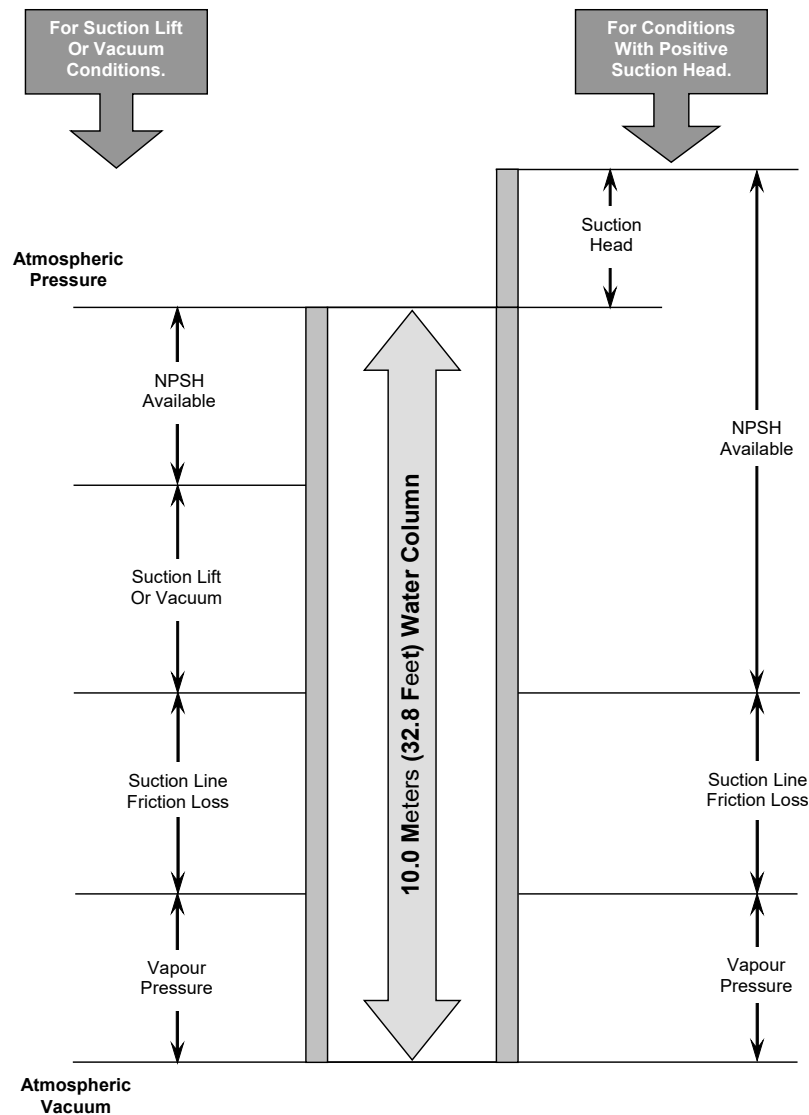 For Suction Lift
Or Vacuum
Conditions.
For Conditions
With Positive
Suction Head.
Suction
Head
Atmospheric
Pressure
NPSH
Available
NPSH
Available
Suction Lift
Or Vacuum
10.0 Meters (32.8 Feet) Water Column
Suction Line
Friction Loss
Suction Line
Friction Loss
Vapour
Pressure
Vapour
Pressure
Atmospheric
Vacuum